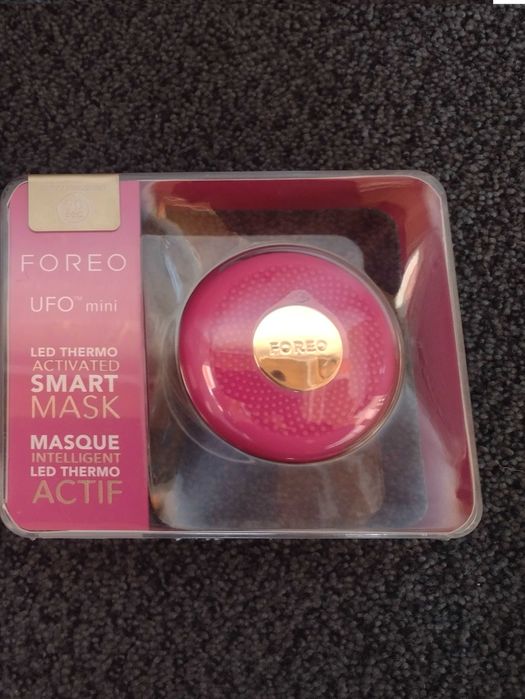 FOREO
UFO™ mini
LED THERMO
ACTIVATED
SMART
MASK
MASQUE
INTELLIGENT
LED THERMO
ACTIF
FOREO